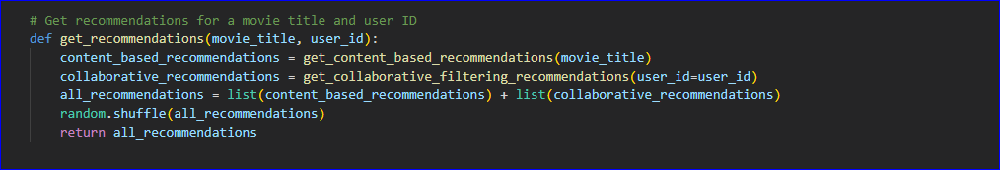 # Get recommendations for a movie title and user ID
def get_recommendations(movie_title, user_id):
    content_based_recommendations = get_content_based_recommendations(movie_title)
    collaborative_recommendations = get_collaborative_filtering_recommendations(user_id=user_id)
    all_recommendations = list(content_based_recommendations) + list(collaborative_recommendations)
    random.shuffle(all_recommendations)
    return all_recommendations